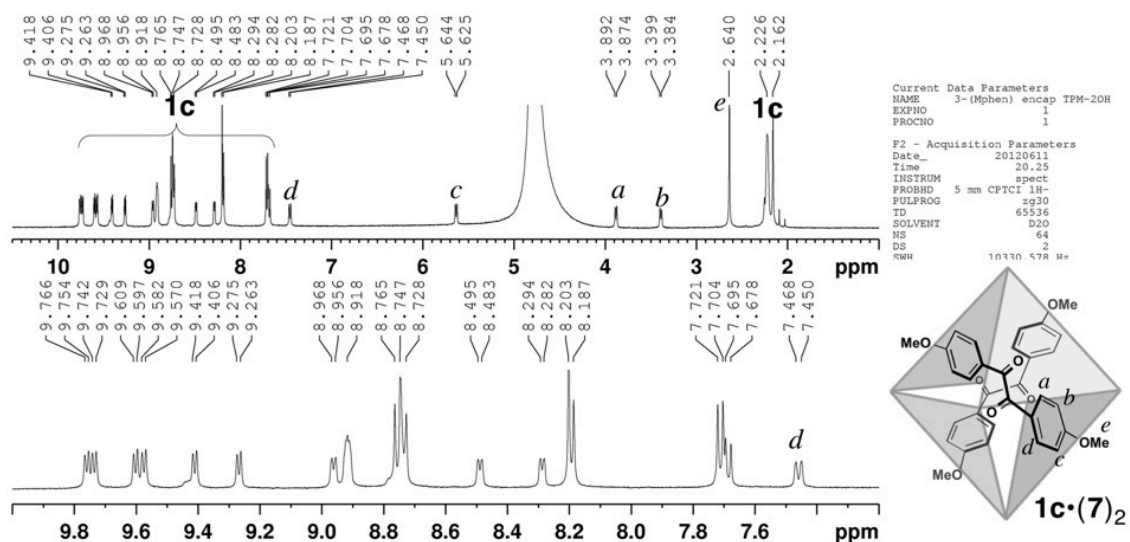 9.418 9.406 9.275 9.263 8.968 8.956 8.918 8.765 8.747 8.728 8.495 8.483 8.294 8.282 8.203 8.187 7.721 7.704 7.695 7.678 7.468 7.450 5.644 5.625 3.892 3.874 3.399 3.384 2.640 2.226 2.162
1c e 1c
d c a b
10 9 8 7 6 5 4 3 2 ppm
9.766 9.754 9.742 9.729 9.609 9.597 9.582 9.570 9.418 9.406 9.275 9.263 8.968 8.956 8.918 8.765 8.747 8.728 8.495 8.483 8.294 8.282 8.203 8.187 7.721 7.704 7.695 7.678 7.468 7.450
d
9.8 9.6 9.4 9.2 9.0 8.8 8.6 8.4 8.2 8.0 7.8 7.6 ppm
Current Data Parameters
NAME 3-(Mphen) encap TPM-2OH
EXPNO 1
PROCNO 1
F2 - Acquisition Parameters
Date_ 20120611
Time 20.25
INSTRUM spect
PROBHD 5 mm CPTCI 1H-
PULPROG zg30
TD 65536
SOLVENT D2O
NS 64
DS 2
SWH 10330.578 Hz
OMe
MeO
O
O
O
O
a
b
e
OMe
d
c
MeO
1c•(7)2